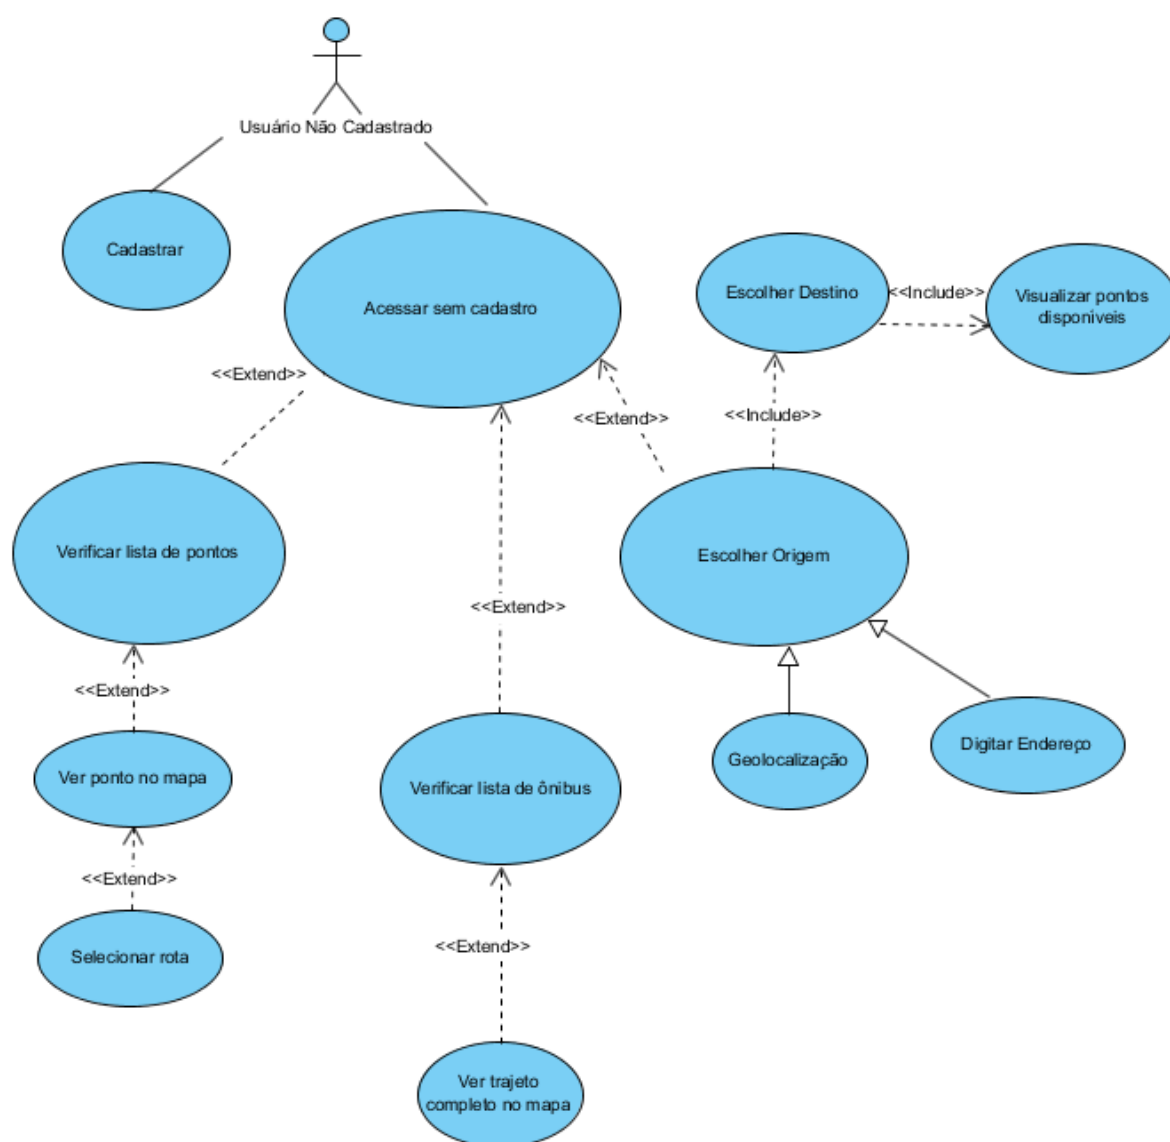 Usuário Não Cadastrado
Cadastrar
Acessar sem cadastro
Escolher Destino
<<Include>>
Visualizar pontos
disponíveis
<<Extend>>
<<Extend>>
<<Include>>
Verificar lista de pontos
Escolher Origem
<<Extend>>
<<Extend>>
Geolocalização
Digitar Endereço
Ver ponto no mapa
Verificar lista de ônibus
<<Extend>>
Selecionar rota
<<Extend>>
Ver trajeto
completo no mapa